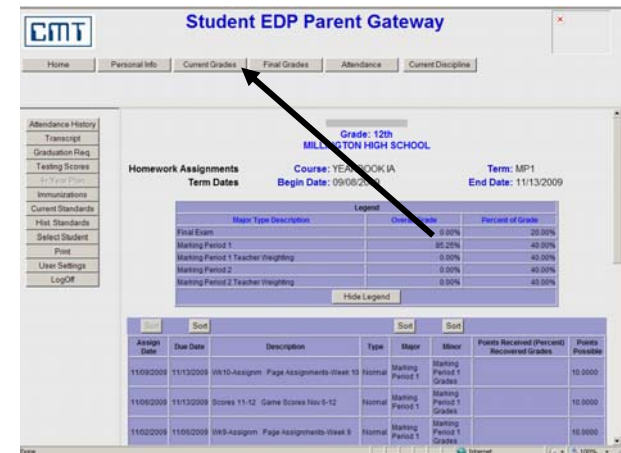 CMT
Student EDP Parent Gateway
Home Personal Info Current Grades Final Grades Attendance Current Discipline
Attendance History
Transcript
Graduation Req.
Testing Scores
4+ Year Plan
Immunizations
Current Standards
Hist. Standards
Select Student
Print
User Settings
LogOff
Grade: 12th
HIGH SCHOOL
Homework Assignments Course: YEARBOOK IA Term: MP1
Term Dates Begin Date: End Date: 11/13/2009
Legend
Major Type Description Overall Grade Percent of Grade
Final Exam 0.00% 20.00%
Marking Period 1 85.25% 40.00%
Marking Period 1 Teacher Weighting 0.00% 40.00%
Marking Period 2 0.00% 40.00%
Marking Period 2 Teacher Weighting 0.00% 40.00%
Hide Legend
Sort Sort Sort Sort
Assign Date Due Date Description Type Major Minor Points Received (Percent) Recovered Grades Points Possible
11/09/2009 11/13/2009 Wk10-Assignm Page Assignments-Week 10 Normal Marking Period 1 Marking Period 1 Grades 10.0000
11/06/2009 11/13/2009 Scores 11-12 Game Scores Nov 6-12 Normal Marking Period 1 Marking Period 1 Grades 10.0000
11/02/2009 11/06/2009 Wk9-Assignm Page Assignments-Week 9 Normal Marking Period 1 Marking Period 1 Grades 10.0000
Done Internet 100%